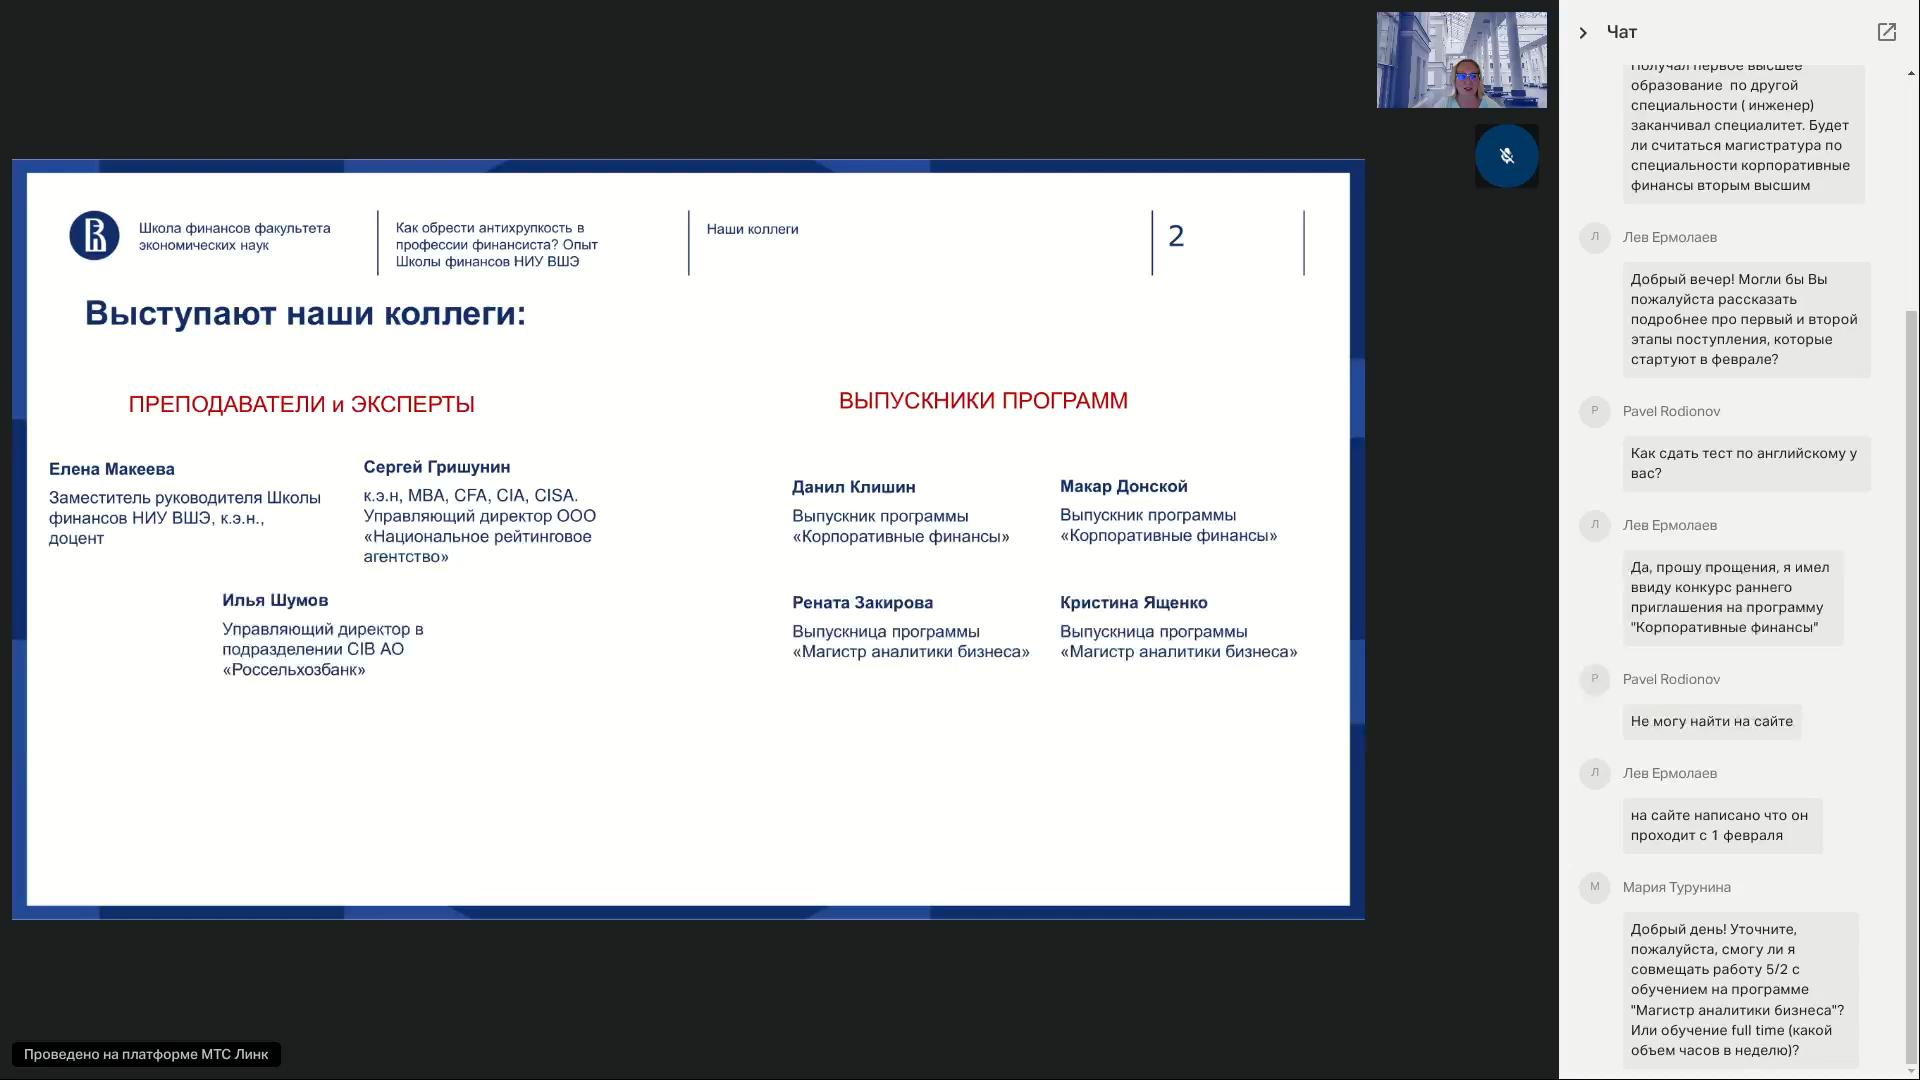 Школа финансов факультета
экономических наук
Как обрести антихрупкость в
профессии финансиста? Опыт
Школы финансов НИУ ВШЭ
Наши коллеги
2
Выступают наши коллеги:
ПРЕПОДАВАТЕЛИ и ЭКСПЕРТЫ
Елена Макеева
Заместитель руководителя Школы
финансов НИУ ВШЭ, к.э.н.,
доцент
Сергей Гришунин
к.э.н, MBA, CFA, CIA, CISA.
Управляющий директор ООО
«Национальное рейтинговое
агентство»
Илья Шумов
Управляющий директор в
подразделении CIB АО
«Россельхозбанк»
ВЫПУСКНИКИ ПРОГРАММ
Данил Клишин
Выпускник программы
«Корпоративные финансы»
Макар Донской
Выпускник программы
«Корпоративные финансы»
Рената Закирова
Выпускница программы
«Магистр аналитики бизнеса»
Кристина Ященко
Выпускница программы
«Магистр аналитики бизнеса»
Проведено на платформе МТС Линк
Чат
Получал первое высшее
образование по другой
специальности ( инженер)
заканчивал специалитет. Будет
ли считаться магистратура по
специальности корпоративные
финансы вторым высшим
Л
Лев Ермолаев
Добрый вечер! Могли бы Вы
пожалуйста рассказать
подробнее про первый и второй
этапы поступления, которые
стартуют в феврале?
P
Pavel Rodionov
Как сдать тест по английскому у
вас?
Л
Лев Ермолаев
Да, прошу прощения, я имел
ввиду конкурс раннего
приглашения на программу
"Корпоративные финансы"
P
Pavel Rodionov
Не могу найти на сайте
Л
Лев Ермолаев
на сайте написано что он
проходит с 1 февраля
М
Мария Турунина
Добрый день! Уточните,
пожалуйста, смогу ли я
совмещать работу 5/2 с
обучением на программе
"Магистр аналитики бизнеса"?
Или обучение full time (какой
объем часов в неделю)?